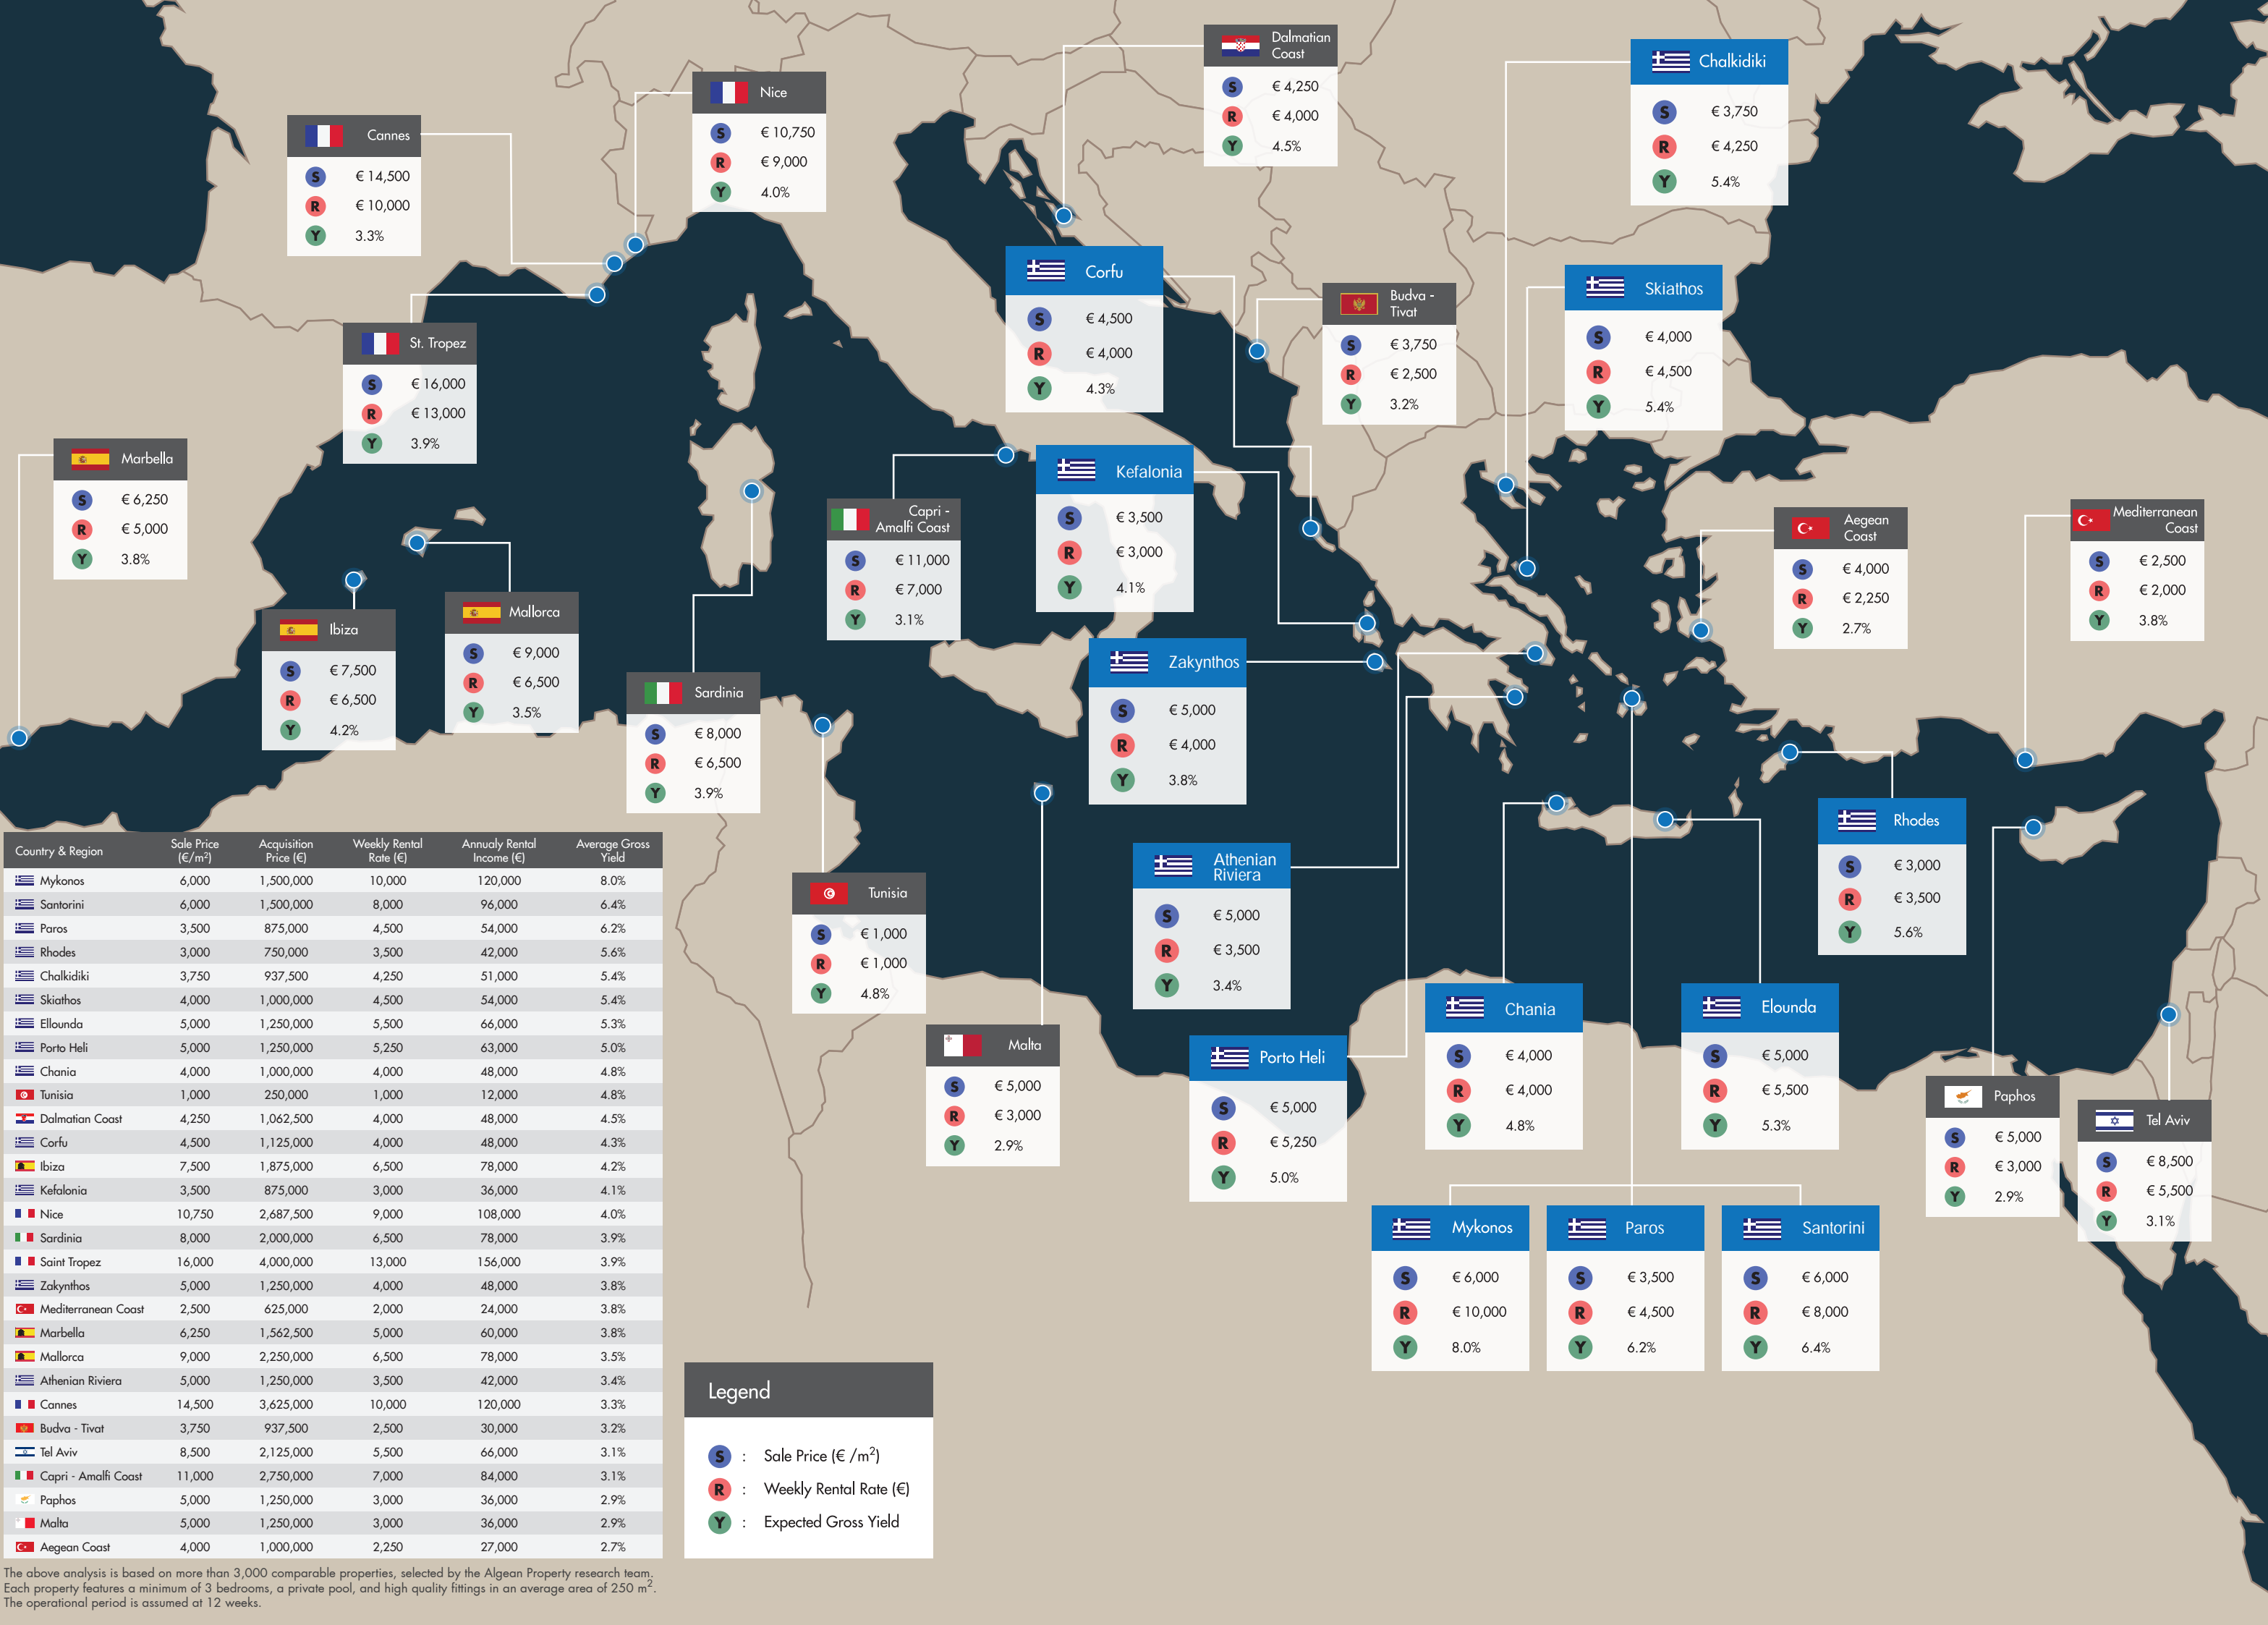 Dalmatian
Coast
S € 4,250
R € 4,000
Y 4.5%
Chalkidiki
S € 3,750
R € 4,250
Y 5.4%
Nice
S € 10,750
R € 9,000
Y 4.0%
Cannes
S € 14,500
R € 10,000
Y 3.3%
Corfu
S € 4,500
R € 4,000
Y 4.3%
Budva -
Tivat
S € 3,750
R € 2,500
Y 3.2%
Skiathos
S € 4,000
R € 4,500
Y 5.4%
St. Tropez
S € 16,000
R € 13,000
Y 3.9%
Marbella
S € 6,250
R € 5,000
Y 3.8%
Kefalonia
S € 3,500
R € 3,000
Y 4.1%
Capri -
Amalfi Coast
S € 11,000
R € 7,000
Y 3.1%
Aegean
Coast
S € 4,000
R € 2,250
Y 2.7%
Mediterranean
Coast
S € 2,500
R € 2,000
Y 3.8%
Ibiza
S € 7,500
R € 6,500
Y 4.2%
Mallorca
S € 9,000
R € 6,500
Y 3.5%
Sardinia
S € 8,000
R € 6,500
Y 3.9%
Zakynthos
S € 5,000
R € 4,000
Y 3.8%
Rhodes
S € 3,000
R € 3,500
Y 5.6%
Athenian
Riviera
S € 5,000
R € 3,500
Y 3.4%
Tunisia
S € 1,000
R € 1,000
Y 4.8%
Malta
S € 5,000
R € 3,000
Y 2.9%
Porto Heli
S € 5,000
R € 5,250
Y 5.0%
Chania
S € 4,000
R € 4,000
Y 4.8%
Elounda
S € 5,000
R € 5,500
Y 5.3%
Paphos
S € 5,000
R € 3,000
Y 2.9%
Tel Aviv
S € 8,500
R € 5,500
Y 3.1%
Mykonos
S € 6,000
R € 10,000
Y 8.0%
Paros
S € 3,500
R € 4,500
Y 6.2%
Santorini
S € 6,000
R € 8,000
Y 6.4%
Country & Region Sale Price (€/m²) Acquisition Price (€) Weekly Rental Rate (€) Annualy Rental Income (€) Average Gross Yield
Mykonos 6,000 1,500,000 10,000 120,000 8.0%
Santorini 6,000 1,500,000 8,000 96,000 6.4%
Paros 3,500 875,000 4,500 54,000 6.2%
Rhodes 3,000 750,000 3,500 42,000 5.6%
Chalkidiki 3,750 937,500 4,250 51,000 5.4%
Skiathos 4,000 1,000,000 4,500 54,000 5.4%
Ellounda 5,000 1,250,000 5,500 66,000 5.3%
Porto Heli 5,000 1,250,000 5,250 63,000 5.0%
Chania 4,000 1,000,000 4,000 48,000 4.8%
Tunisia 1,000 250,000 1,000 12,000 4.8%
Dalmatian Coast 4,250 1,062,500 4,000 48,000 4.5%
Corfu 4,500 1,125,000 4,000 48,000 4.3%
Ibiza 7,500 1,875,000 6,500 78,000 4.2%
Kefalonia 3,500 875,000 3,000 36,000 4.1%
Nice 10,750 2,687,500 9,000 108,000 4.0%
Sardinia 8,000 2,000,000 6,500 78,000 3.9%
Saint Tropez 16,000 4,000,000 13,000 156,000 3.9%
Zakynthos 5,000 1,250,000 4,000 48,000 3.8%
Mediterranean Coast 2,500 625,000 2,000 24,000 3.8%
Marbella 6,250 1,562,500 5,000 60,000 3.8%
Mallorca 9,000 2,250,000 6,500 78,000 3.5%
Athenian Riviera 5,000 1,250,000 3,500 42,000 3.4%
Cannes 14,500 3,625,000 10,000 120,000 3.3%
Budva - Tivat 3,750 937,500 2,500 30,000 3.2%
Tel Aviv 8,500 2,125,000 5,500 66,000 3.1%
Capri - Amalfi Coast 11,000 2,750,000 7,000 84,000 3.1%
Paphos 5,000 1,250,000 3,000 36,000 2.9%
Malta 5,000 1,250,000 3,000 36,000 2.9%
Aegean Coast 4,000 1,000,000 2,250 27,000 2.7%
The above analysis is based on more than 3,000 comparable properties, selected by the Algean Property research team.
Each property features a minimum of 3 bedrooms, a private pool, and high quality fittings in an average area of 250 m².
The operational period is assumed at 12 weeks.
Legend
S : Sale Price (€ /m²)
R : Weekly Rental Rate (€)
Y : Expected Gross Yield